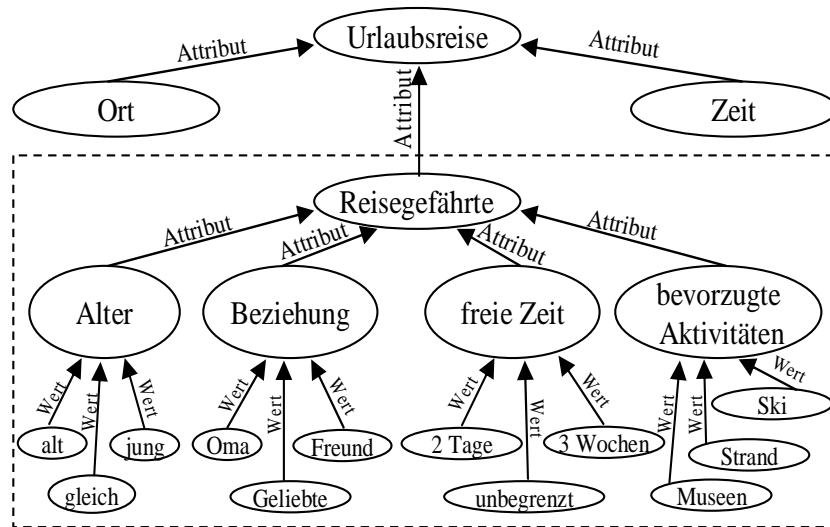 Urlaubsreise
Attribut
Attribut
Attribut
Ort
Zeit
Reisegefährte
Attribut
Attribut
Attribut
Attribut
Alter
Beziehung
freie Zeit
bevorzugte
Aktivitäten
Wert
Wert
Wert
Wert
Wert
Wert
Wert
Wert
Wert
Wert
Wert
Wert
alt
gleich
jung
Oma
Geliebte
Freund
2 Tage
unbegrenzt
3 Wochen
Museen
Strand
Ski